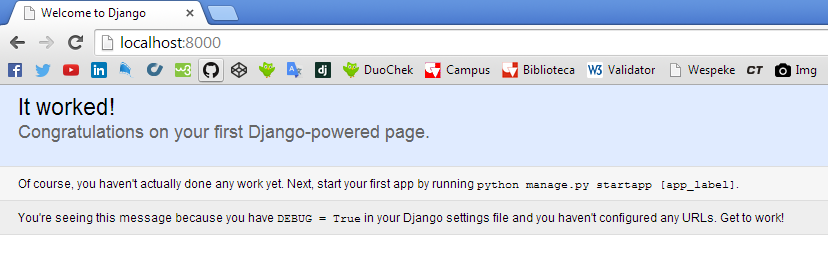 Welcome to Django
localhost:8000
DuoChek Campus Biblioteca W3 Validator Wespeke CT Img
It worked!
Congratulations on your first Django-powered page.
Of course, you haven't actually done any work yet. Next, start your first app by running python manage.py startapp [app_label].
You're seeing this message because you have DEBUG = True in your Django settings file and you haven't configured any URLs. Get to work!